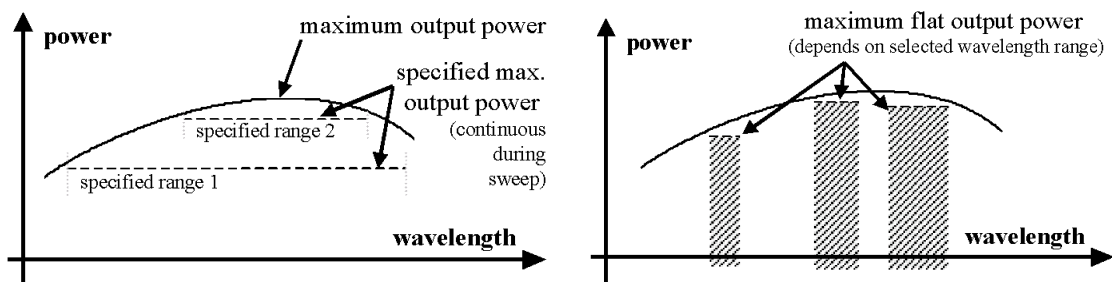 power
maximum output power
specified max.
output power
(continuous
during
sweep)
specified range 2
specified range 1
wavelength
power
maximum flat output power
(depends on selected wavelength range)
wavelength